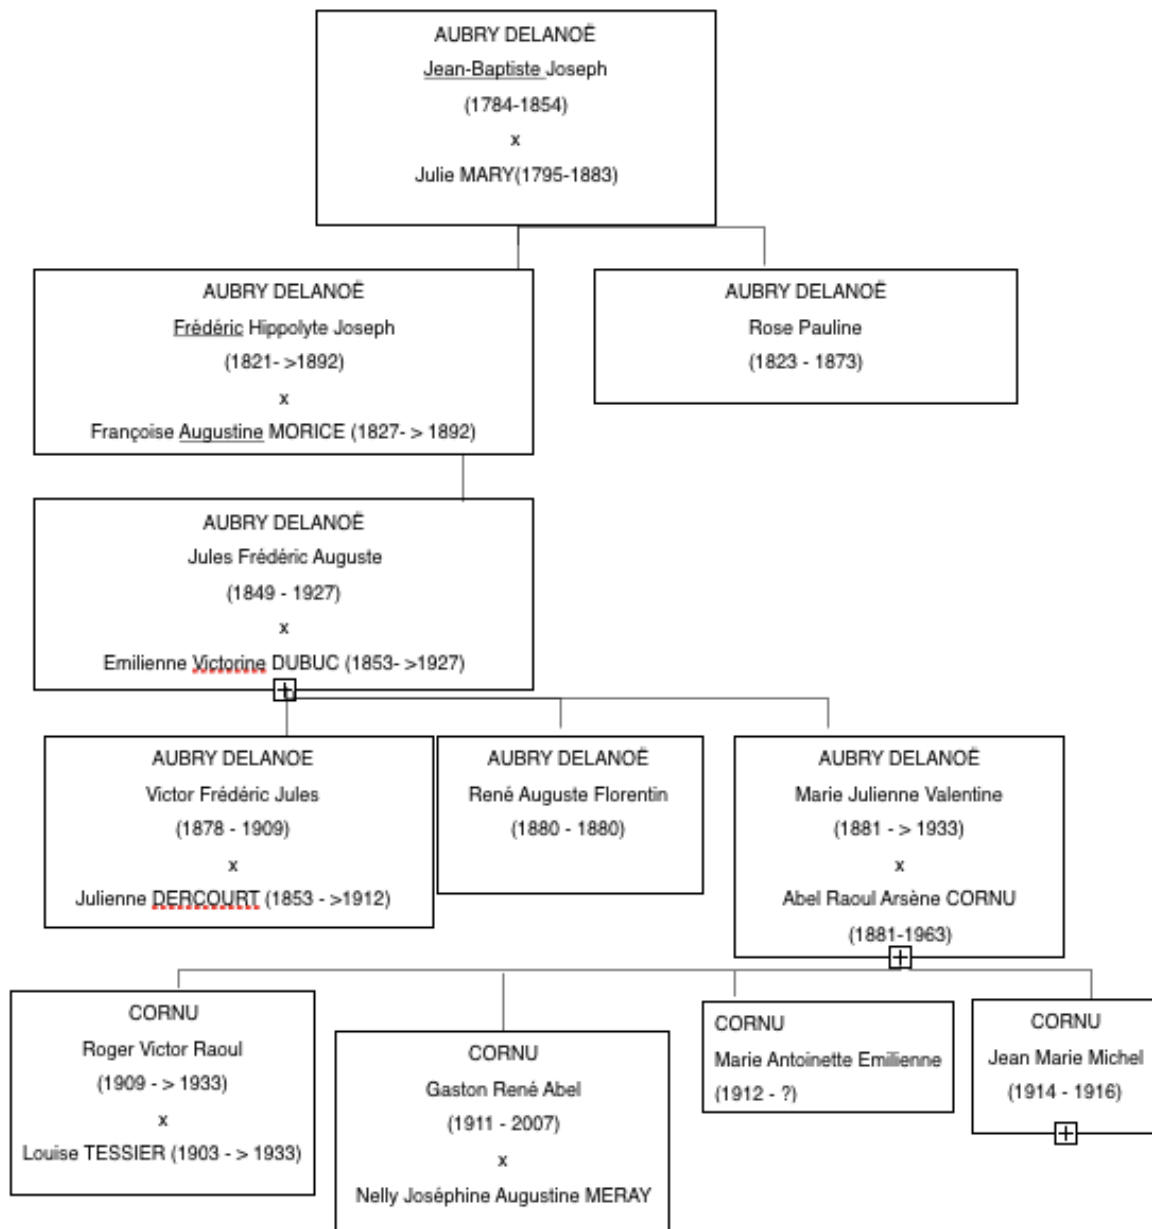 AUBRY DELANOË
Jean-Baptiste Joseph
(1784-1854)
x
Julie MARY(1795-1883)
AUBRY DELANOË
Frédéric Hippolyte Joseph
(1821- >1892)
x
Françoise Augustine MORICE (1827- > 1892)
AUBRY DELANOË
Rose Pauline
(1823 - 1873)
AUBRY DELANOË
Jules Frédéric Auguste
(1849 - 1927)
x
Emilienne Victorine DUBUC (1853- >1927)
AUBRY DELANOE
Victor Frédéric Jules
(1878 - 1909)
x
Julienne DERCOURT (1853 - >1912)
AUBRY DELANOË
René Auguste Florentin
(1880 - 1880)
AUBRY DELANOË
Marie Julienne Valentine
(1881 - > 1933)
x
Abel Raoul Arsène CORNU
(1881-1963)
CORNU
Roger Victor Raoul
(1909 - > 1933)
x
Louise TESSIER (1903 - > 1933)
CORNU
Gaston René Abel
(1911 - 2007)
x
Nelly Joséphine Augustine MERAY
CORNU
Marie Antoinette Emilienne
(1912 - ?)
CORNU
Jean Marie Michel
(1914 - 1916)